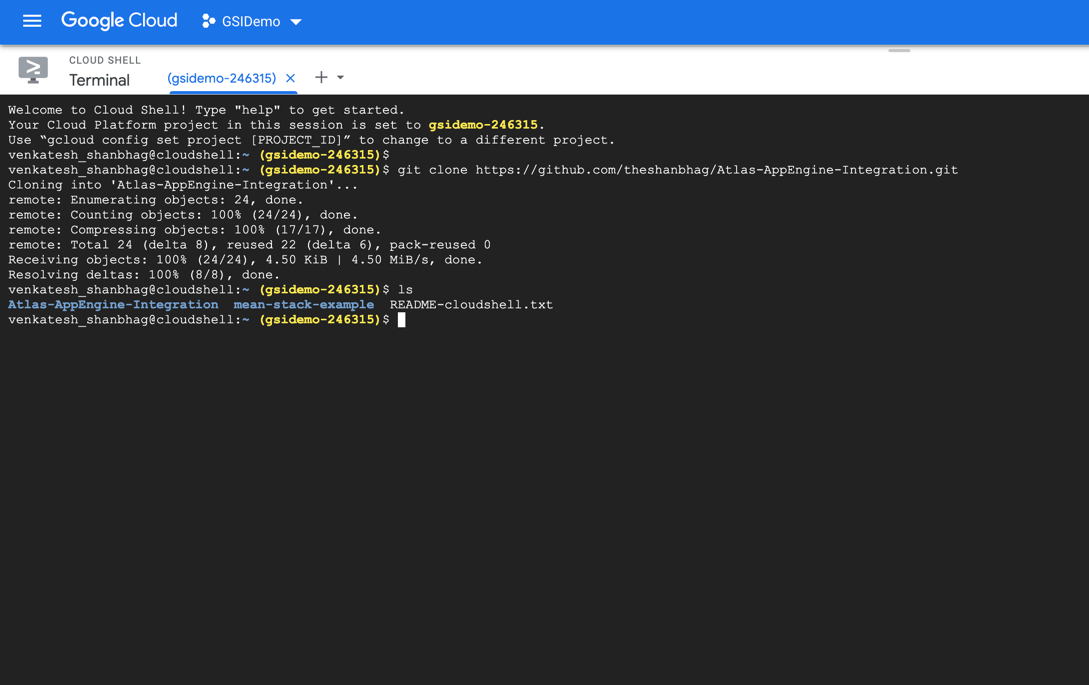 Google Cloud GSIDemo
CLOUD SHELL
Terminal
(gsidemo-246315)
Welcome to Cloud Shell! Type "help" to get started.
Your Cloud Platform project in this session is set to gsidemo-246315.
Use “gcloud config set project [PROJECT_ID]” to change to a different project.
venkatesh_shanbhag@cloudshell:~ (gsidemo-246315)$
venkatesh_shanbhag@cloudshell:~ (gsidemo-246315)$ git clone https://github.com/theshanbhag/Atlas-AppEngine-Integration.git
Cloning into 'Atlas-AppEngine-Integration'...
remote: Enumerating objects: 24, done.
remote: Counting objects: 100% (24/24), done.
remote: Compressing objects: 100% (17/17), done.
remote: Total 24 (delta 8), reused 22 (delta 6), pack-reused 0
Receiving objects: 100% (24/24), 4.50 KiB | 4.50 MiB/s, done.
Resolving deltas: 100% (8/8), done.
venkatesh_shanbhag@cloudshell:~ (gsidemo-246315)$ ls
Atlas-AppEngine-Integration mean-stack-example README-cloudshell.txt
venkatesh_shanbhag@cloudshell:~ (gsidemo-246315)$